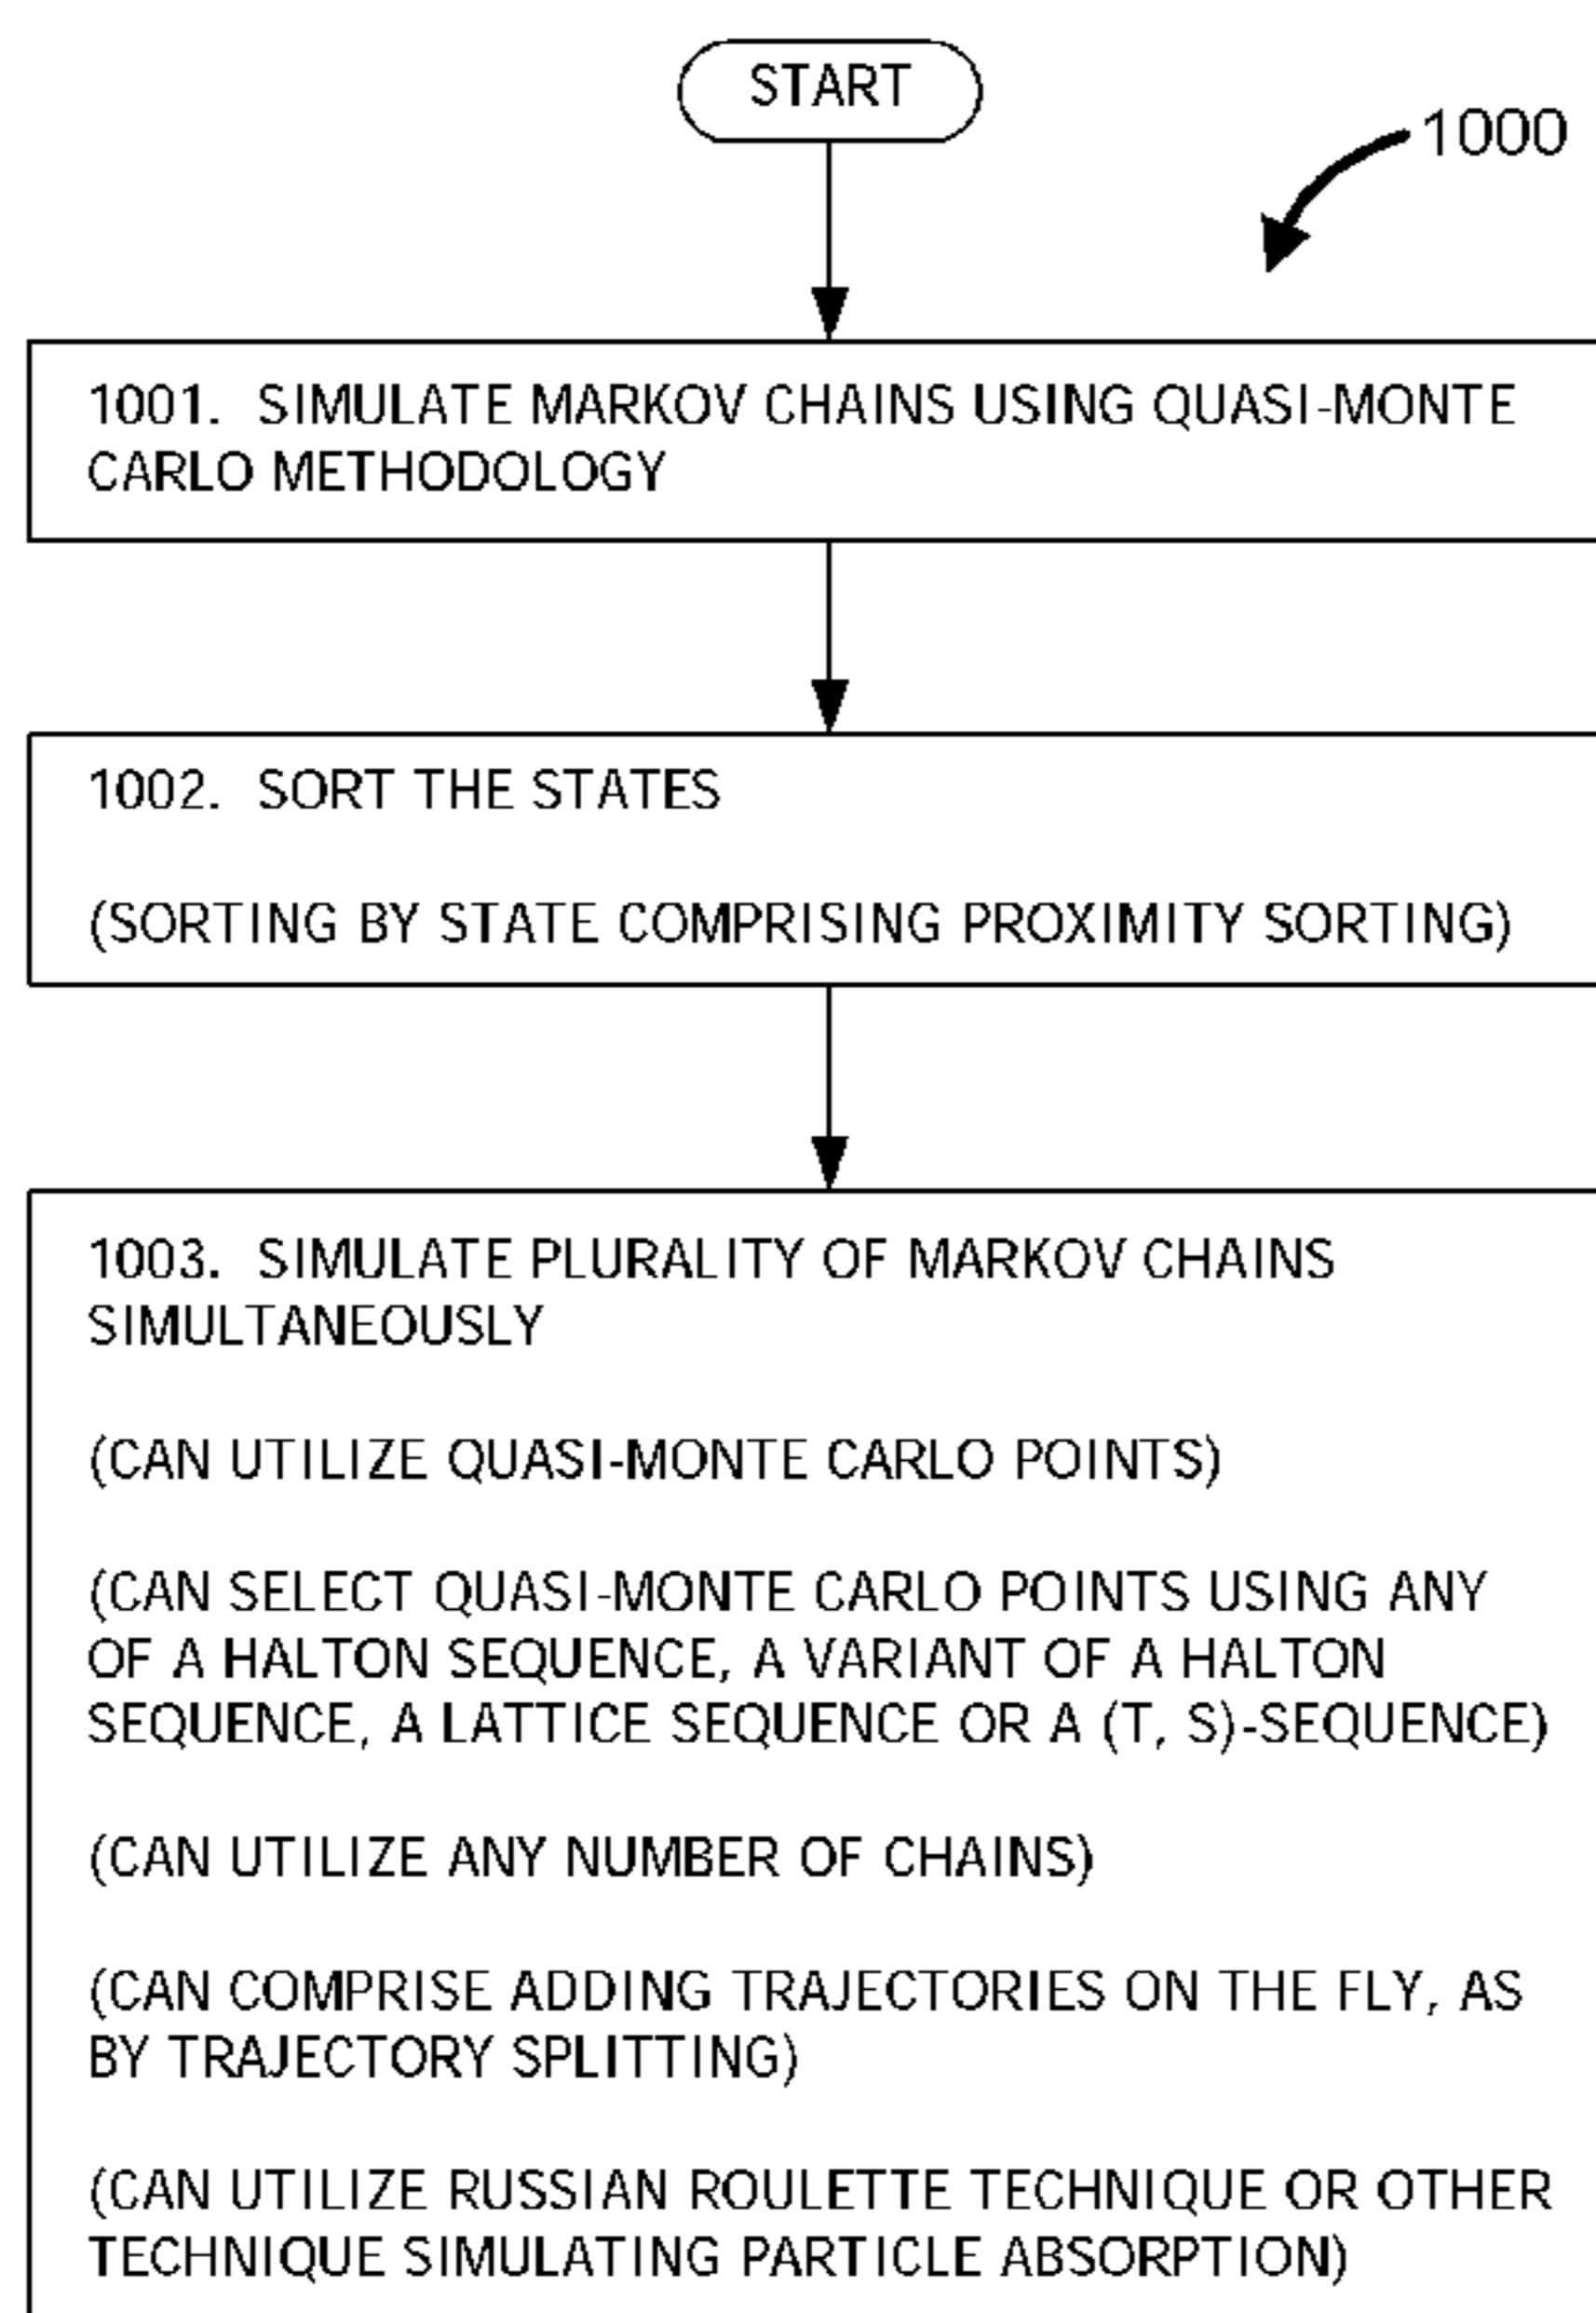 START
1000
1001. SIMULATE MARKOV CHAINS USING QUASI-MONTE
CARLO METHODOLOGY
1002. SORT THE STATES
(SORTING BY STATE COMPRISING PROXIMITY SORTING)
1003. SIMULATE PLURALITY OF MARKOV CHAINS
SIMULTANEOUSLY
(CAN UTILIZE QUASI-MONTE CARLO POINTS)
(CAN SELECT QUASI-MONTE CARLO POINTS USING ANY
OF A HALTON SEQUENCE, A VARIANT OF A HALTON
SEQUENCE, A LATTICE SEQUENCE OR A (T, S)-SEQUENCE)
(CAN UTILIZE ANY NUMBER OF CHAINS)
(CAN COMPRISE ADDING TRAJECTORIES ON THE FLY, AS
BY TRAJECTORY SPLITTING)
(CAN UTILIZE RUSSIAN ROULETTE TECHNIQUE OR OTHER
TECHNIQUE SIMULATING PARTICLE ABSORPTION)